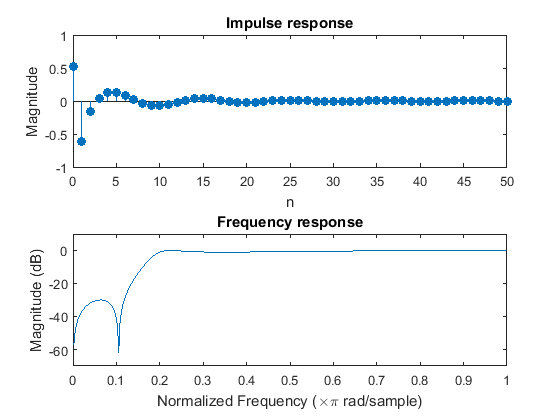 Impulse response
1
0.5
0
-0.5
-1
Magnitude
0 5 10 15 20 25 30 35 40 45 50
n
Frequency response
0
-20
-40
-60
Magnitude (dB)
0 0.1 0.2 0.3 0.4 0.5 0.6 0.7 0.8 0.9 1
Normalized Frequency (×π rad/sample)